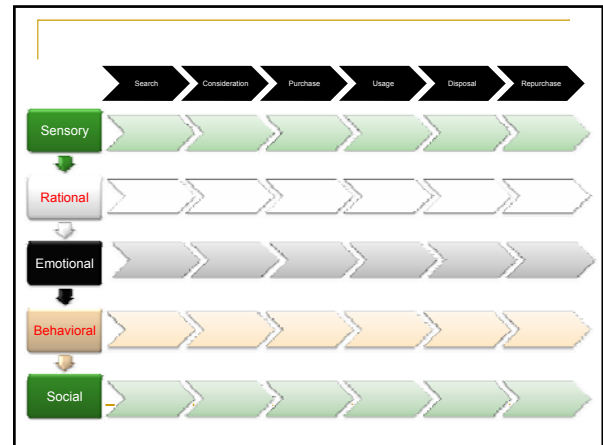 Search Consideration Purchase Usage Disposal Repurchase
Sensory
Rational
Emotional
Behavioral
Social